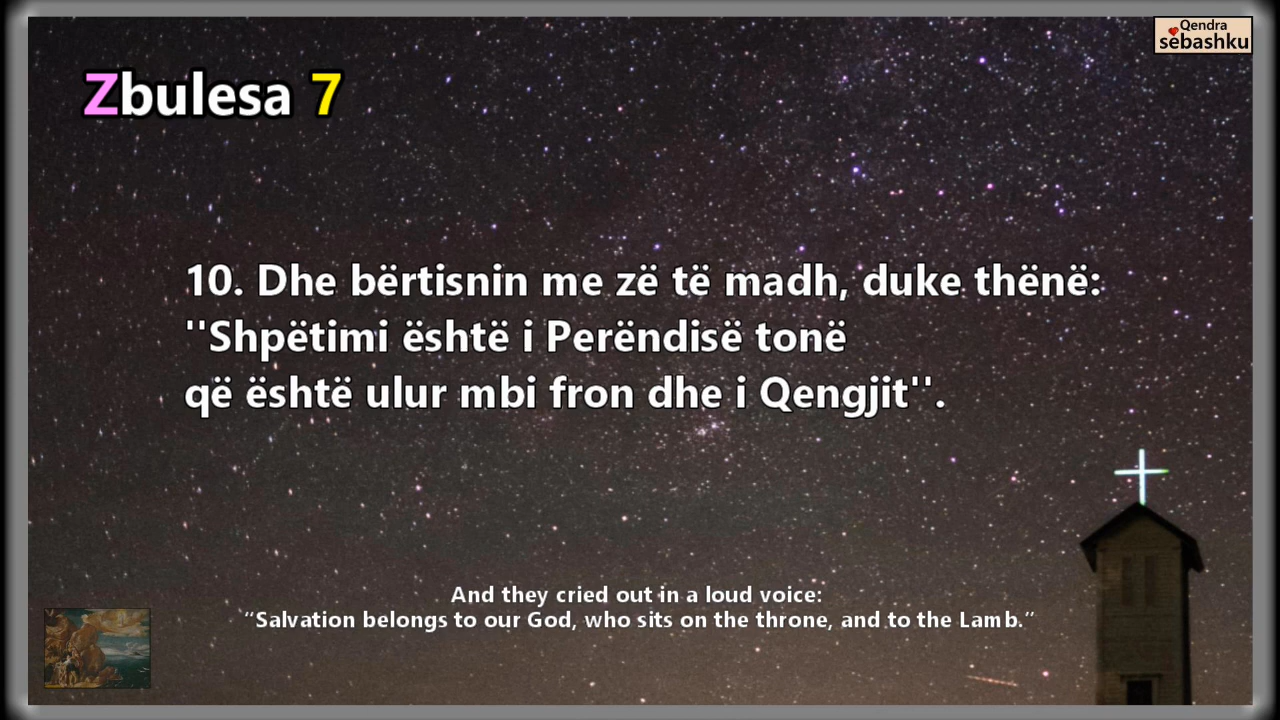 Qendra
sebashku
Zbulesa 7
10. Dhe bërtisnin me zë të madh, duke thënë:
''Shpëtimi është i Perëndisë tonë
që është ulur mbi fron dhe i Qengjit''.
And they cried out in a loud voice:
“Salvation belongs to our God, who sits on the throne, and to the Lamb.”